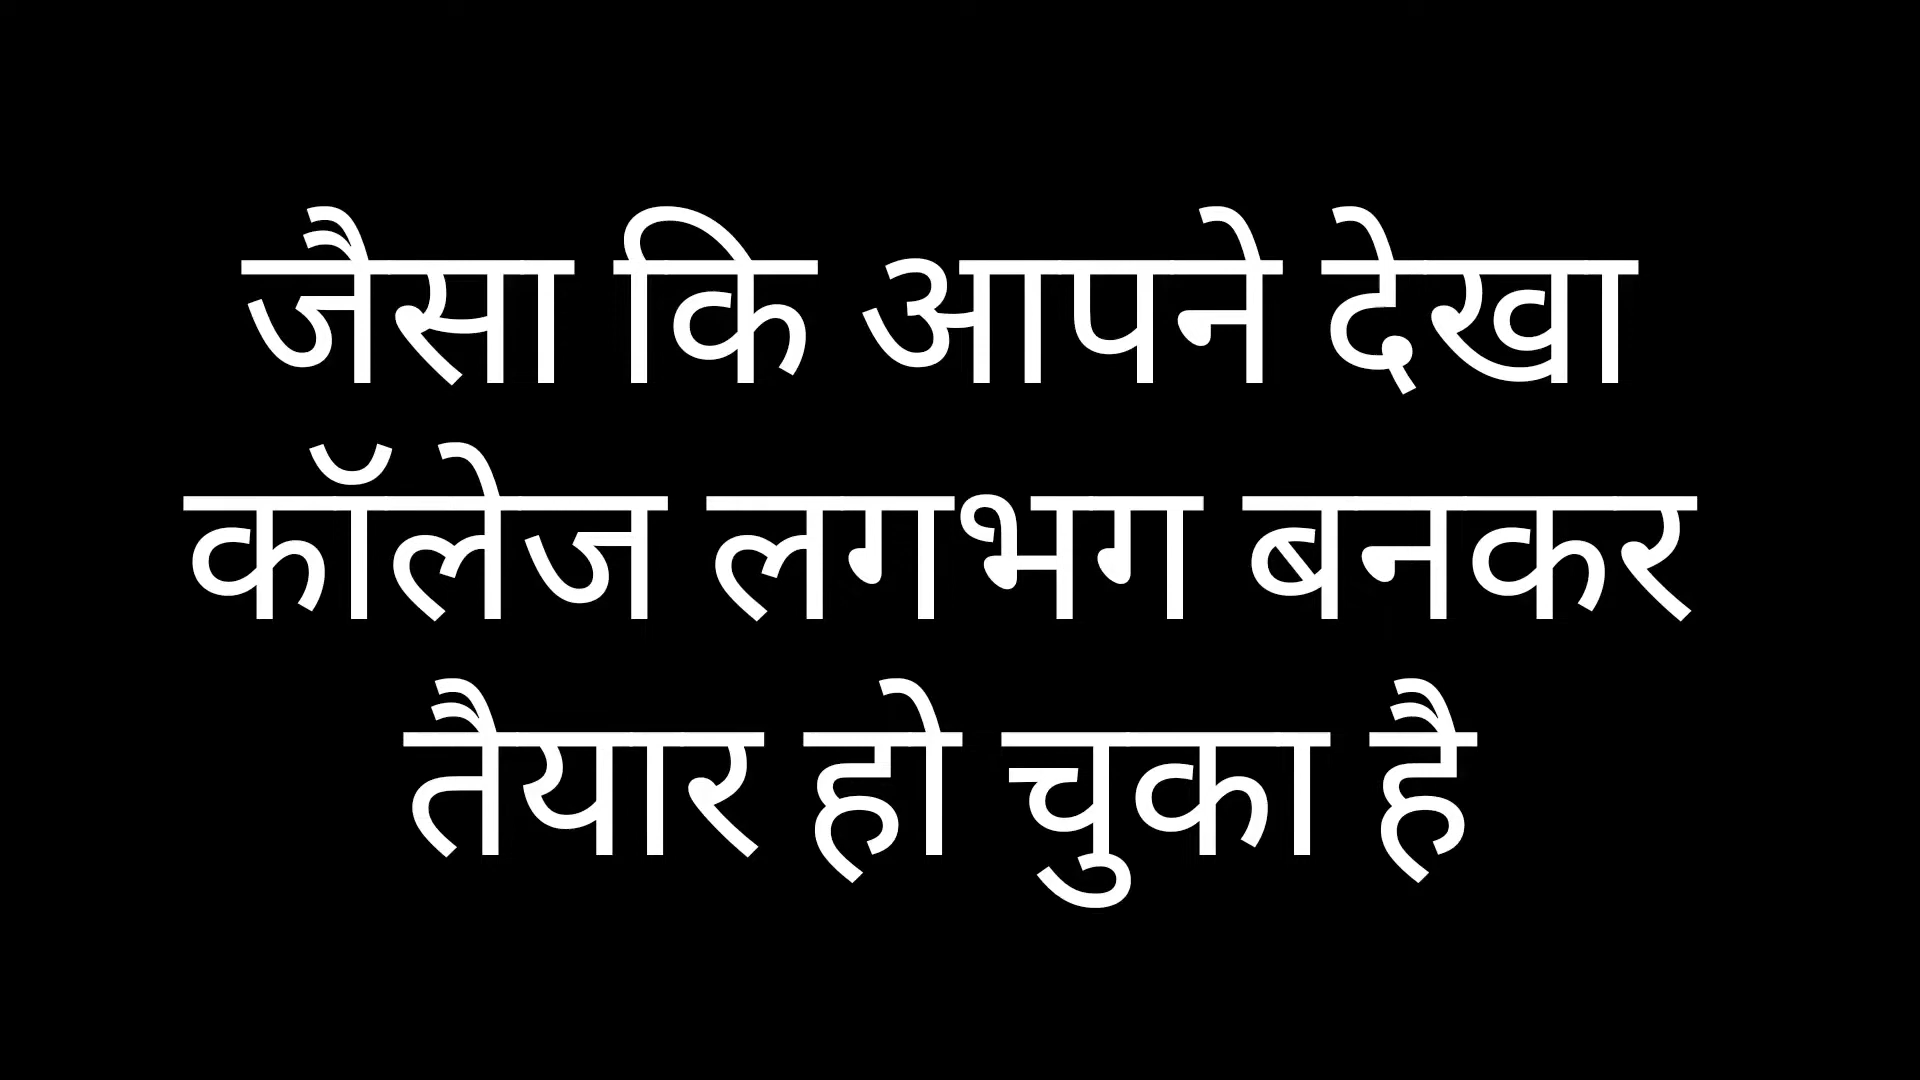 जैसा कि आपने देखा
कॉलेज लगभग बनकर
तैयार हो चुका है